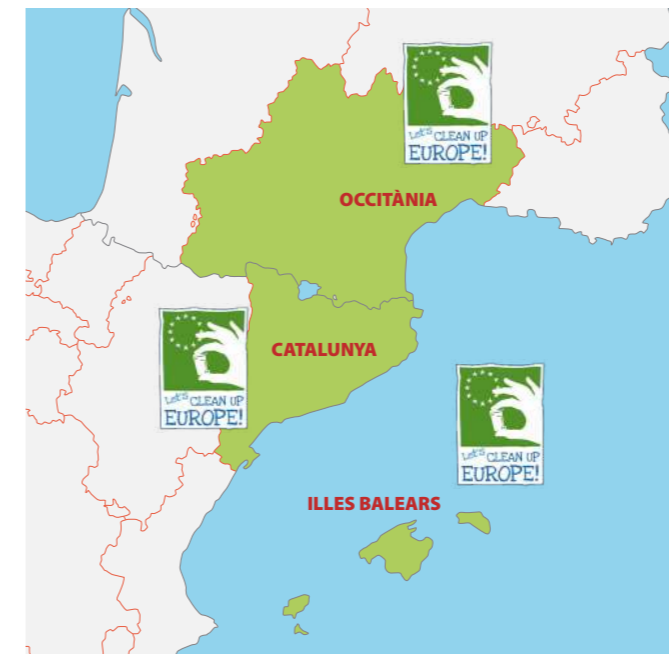 Let's CLEAN UP
EUROPE!
OCCITÀNIA
CATALUNYA
Let's CLEAN UP
EUROPE!
Let's CLEAN UP
EUROPE!
ILLES BALEARS